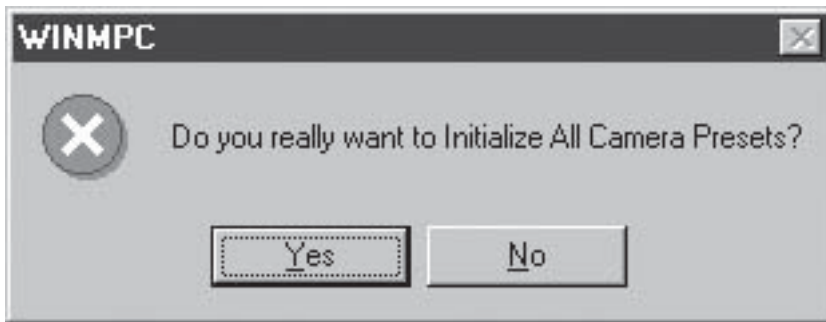 WINMPC
Do you really want to Initialize All Camera Presets?
Yes
No